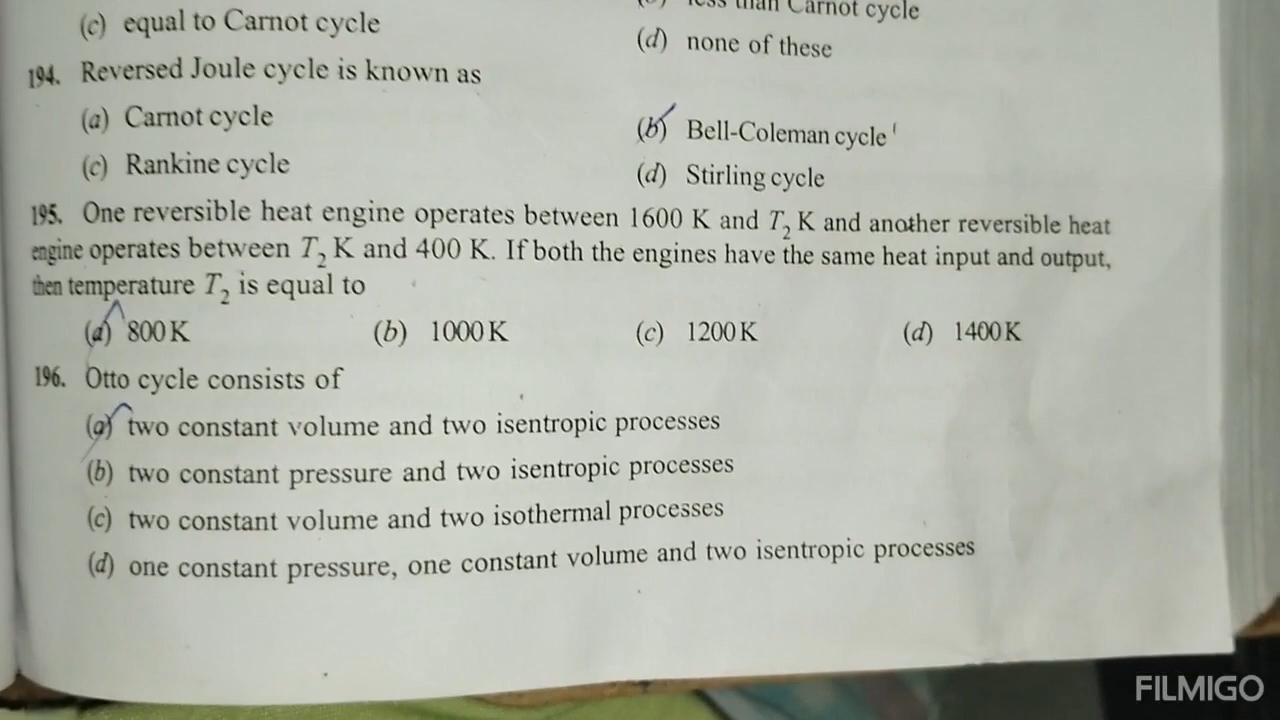 (c) equal to Carnot cycle
less than Carnot cycle
(d) none of these
194. Reversed Joule cycle is known as
(a) Carnot cycle
(b) Bell-Coleman cycle
(c) Rankine cycle
(d) Stirling cycle
195. One reversible heat engine operates between 1600 K and T₂ K and another reversible heat
engine operates between T₂ K and 400 K. If both the engines have the same heat input and output,
then temperature T₂ is equal to
(a) 800 K (b) 1000 K (c) 1200 K (d) 1400 K
196. Otto cycle consists of
(a) two constant volume and two isentropic processes
(b) two constant pressure and two isentropic processes
(c) two constant volume and two isothermal processes
(d) one constant pressure, one constant volume and two isentropic processes
FILMIGO